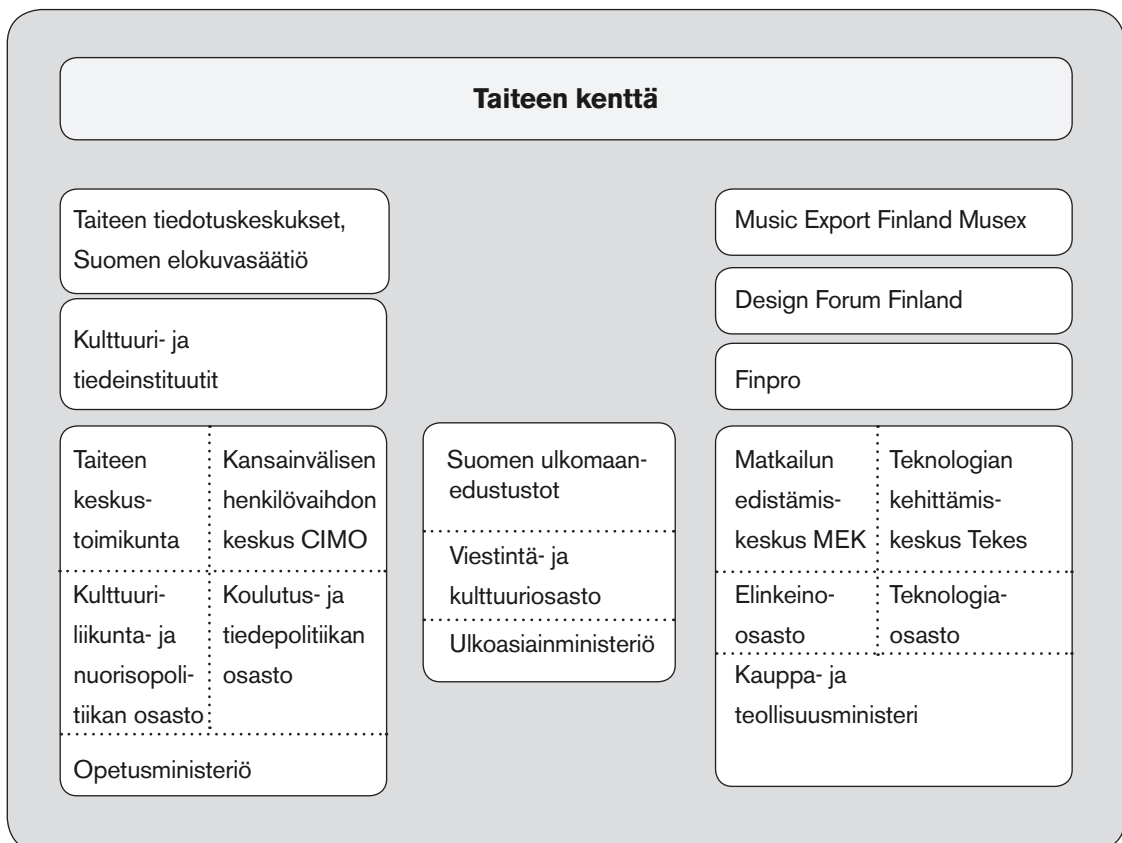 Taiteen kenttä
Taiteen tiedotuskeskukset,
Suomen elokuvasäätiö
Kulttuuri- ja
tiedeinstituutit
Taiteen
keskus-
toimikunta
Kansainvälisen
henkilövaihdon
keskus CIMO
Kulttuuri-
liikunta- ja
nuorisopoli-
tiikan osasto
Koulutus- ja
tiedepolitiikan
osasto
Opetusministeriö
Suomen ulkomaan-
edustustot
Viestintä- ja
kulttuuriosasto
Ulkoasiainministeriö
Music Export Finland Musex
Design Forum Finland
Finpro
Matkailun
edistämis-
keskus MEK
Teknologian
kehittämis-
keskus Tekes
Elinkeino-
osasto
Teknologia-
osasto
Kauppa- ja
teollisuusministeri